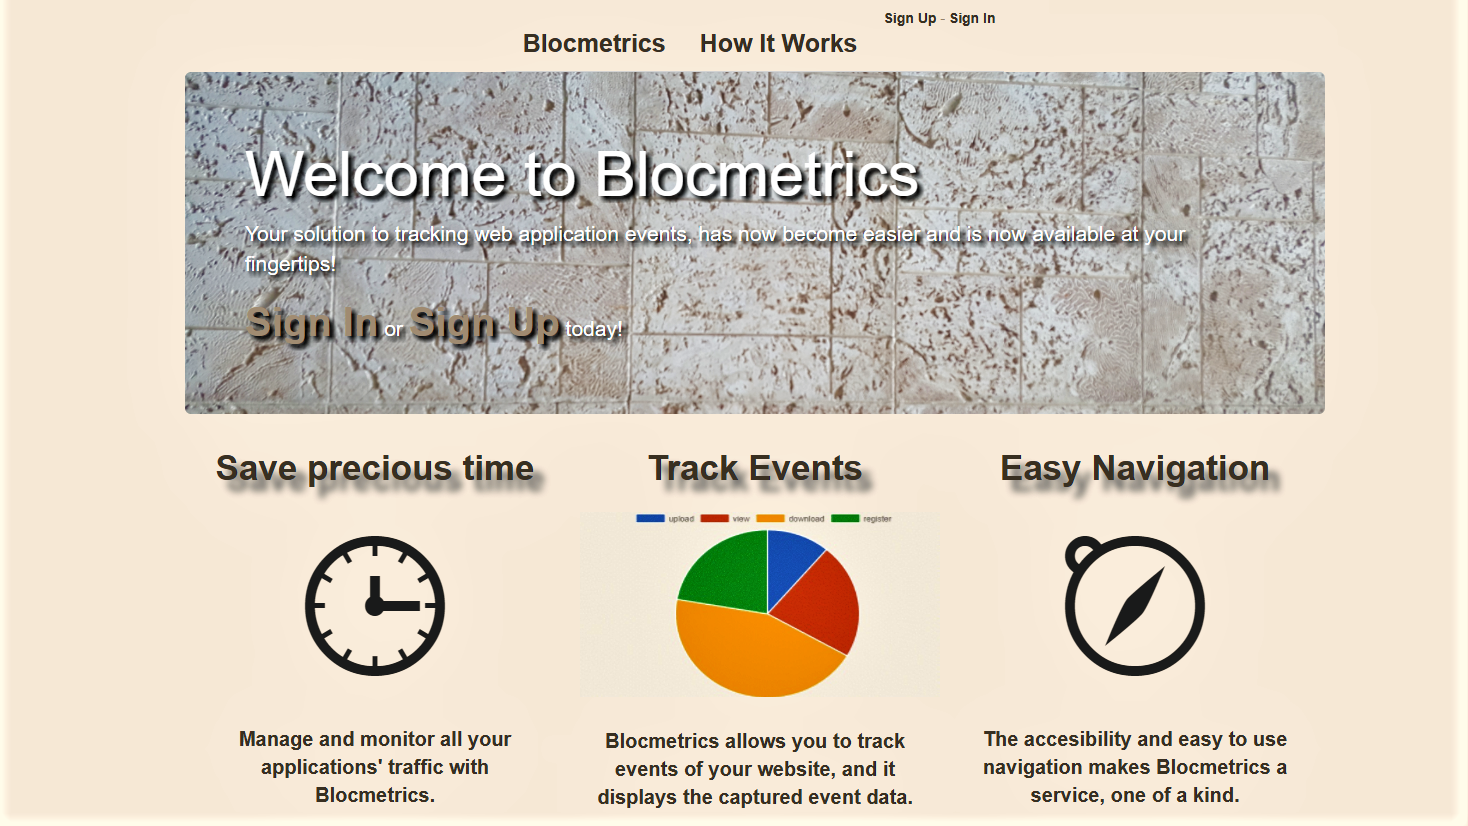 Sign Up - Sign In
Blocmetrics How It Works
Welcome to Blocmetrics
Your solution to tracking web application events, has now become easier and is now available at your
fingertips!
Sign In or Sign Up today!
Save precious time
Track Events
Easy Navigation
upload view download register
Manage and monitor all your
applications' traffic with
Blocmetrics.
Blocmetrics allows you to track
events of your website, and it
displays the captured event data.
The accesibility and easy to use
navigation makes Blocmetrics a
service, one of a kind.